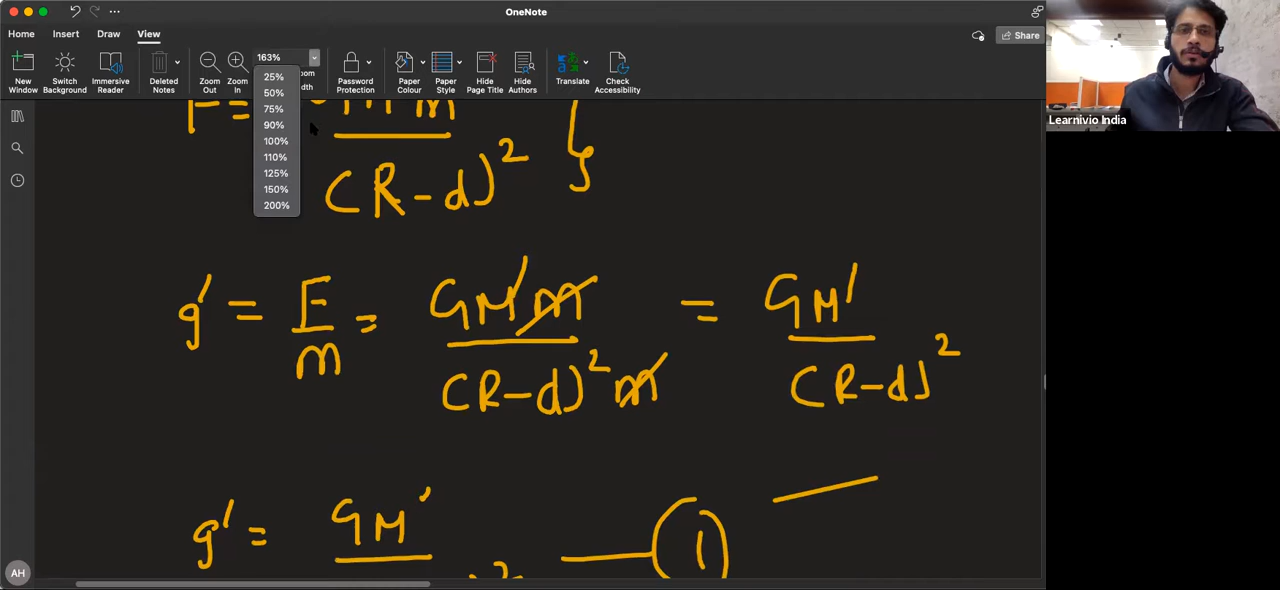 OneNote
Home Insert Draw View
Share
163%
New Window
Switch Background
Immersive Reader
Deleted Notes
Zoom Out
Zoom In
Password Protection
Paper Colour
Paper Style
Hide Page Title
Hide Authors
Translate
Check Accessibility
25%
50%
75%
90%
100%
110%
125%
150%
200%
Learnivio India
(R-d)²
g' = F/m = GM'm/(R-d)²m = GM'/(R-d)²
g' = GM' 1
AH